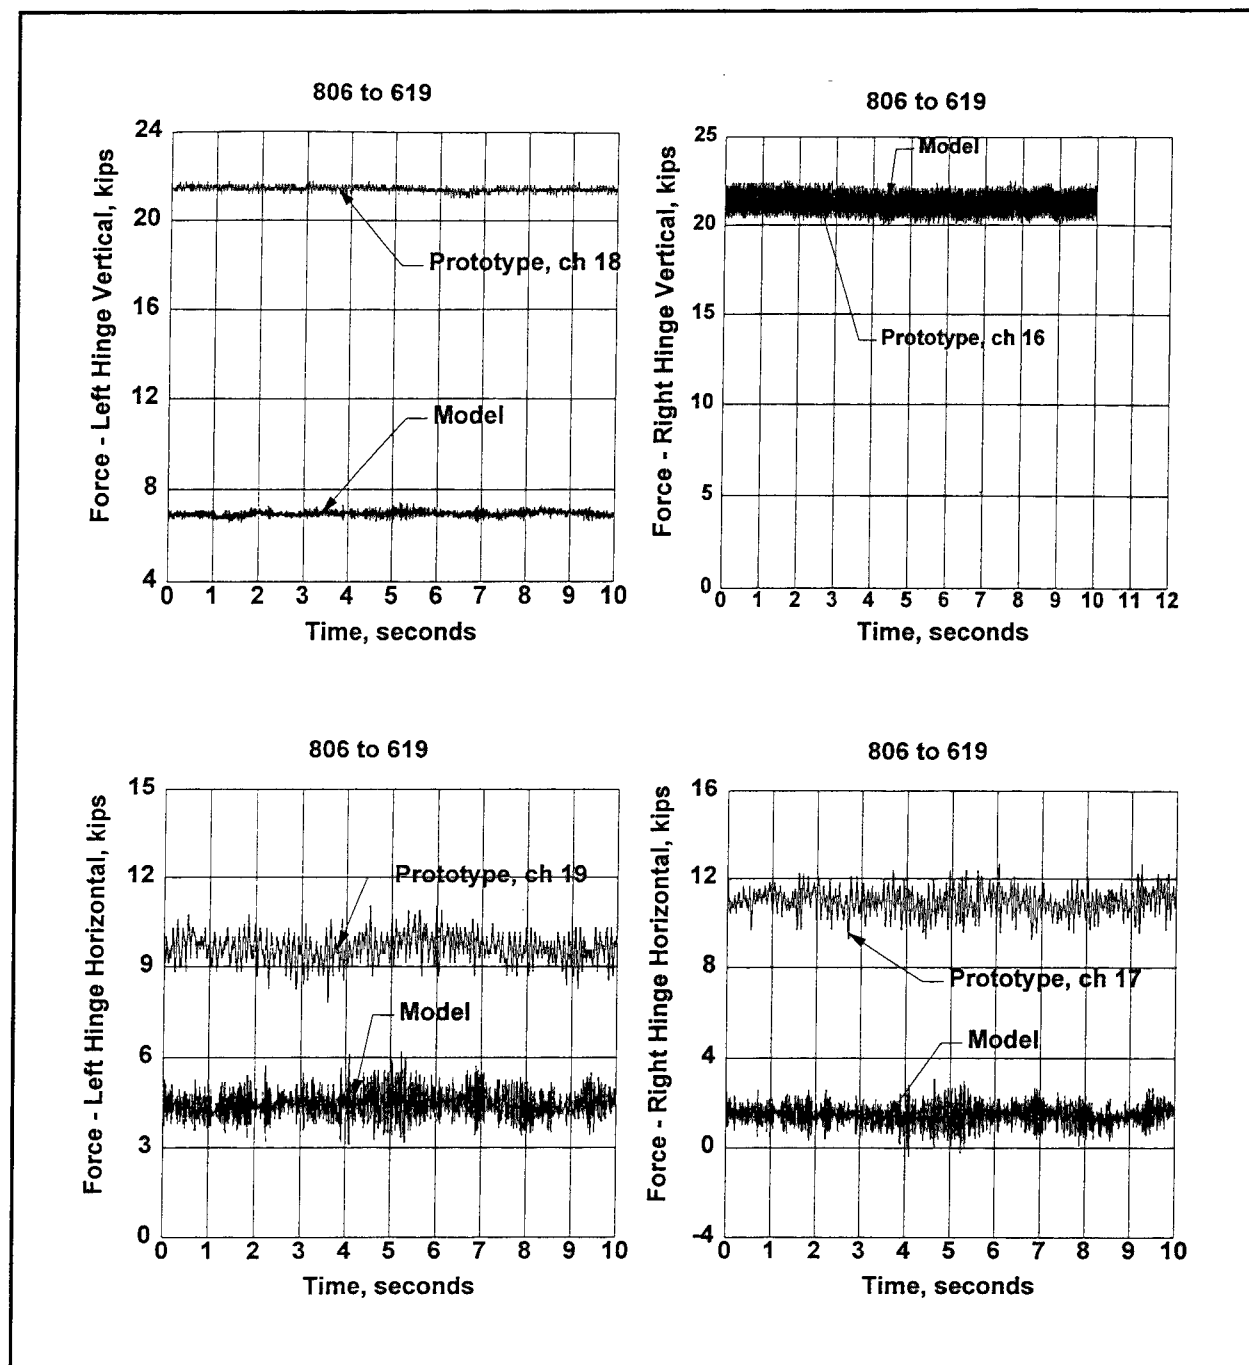 806 to 619
Force - Left Hinge Vertical, kips
24
20
16
12
8
4
Prototype, ch 18
Model
0 1 2 3 4 5 6 7 8 9 10
Time, seconds
806 to 619
Force - Right Hinge Vertical, kips
25
20
15
10
5
0
Model
Prototype, ch 16
0 1 2 3 4 5 6 7 8 9 10 11 12
Time, seconds
806 to 619
Force - Left Hinge Horizontal, kips
15
12
9
6
3
0
Prototype, ch 19
Model
0 1 2 3 4 5 6 7 8 9 10
Time, seconds
806 to 619
Force - Right Hinge Horizontal, kips
16
12
8
4
0
-4
Prototype, ch 17
Model
0 1 2 3 4 5 6 7 8 9 10
Time, seconds